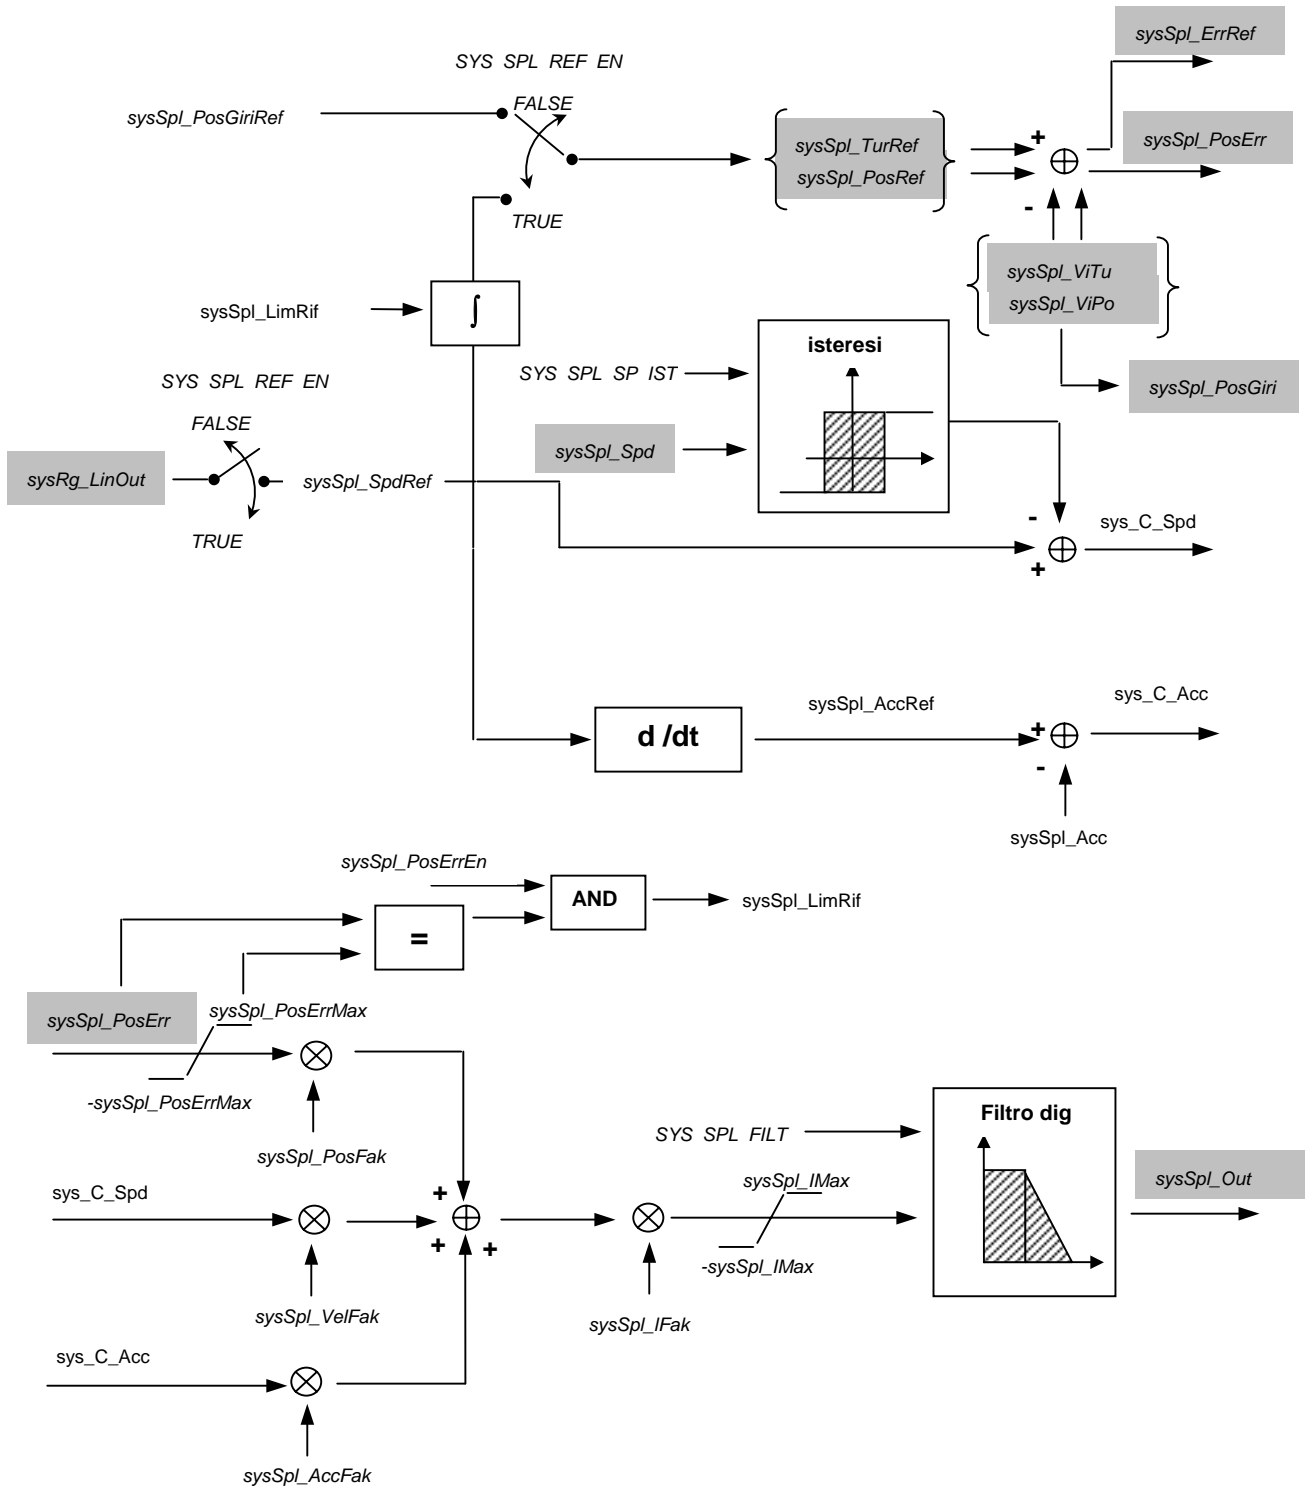 sysSpl_ErrRef
SYS SPL REF EN
FALSE
sysSpl_PosGiriRef
sysSpl_PosErr
sysSpl_TurRef
sysSpl_PosRef
+
-
TRUE
sysSpl_ViTu
sysSpl_ViPo
sysSpl_LimRif
∫
isteresi
SYS SPL SP IST
sysSpl_PosGiri
SYS SPL REF EN
FALSE
sysSpl_Spd
sysRg_LinOut
sysSpl_SpdRef
TRUE
-
sys_C_Spd
+
sysSpl_AccRef
sys_C_Acc
d /dt
+
-
sysSpl_Acc
sysSpl_PosErrEn
AND
sysSpl_LimRif
=
sysSpl_PosErr
sysSpl_PosErrMax
-sysSpl_PosErrMax
Filtro dig
SYS SPL FILT
sysSpl_PosFak
sysSpl_IMax
sysSpl_Out
sys_C_Spd
+
+
+
-sysSpl_IMax
sysSpl_VelFak
sysSpl_IFak
sys_C_Acc
sysSpl_AccFak